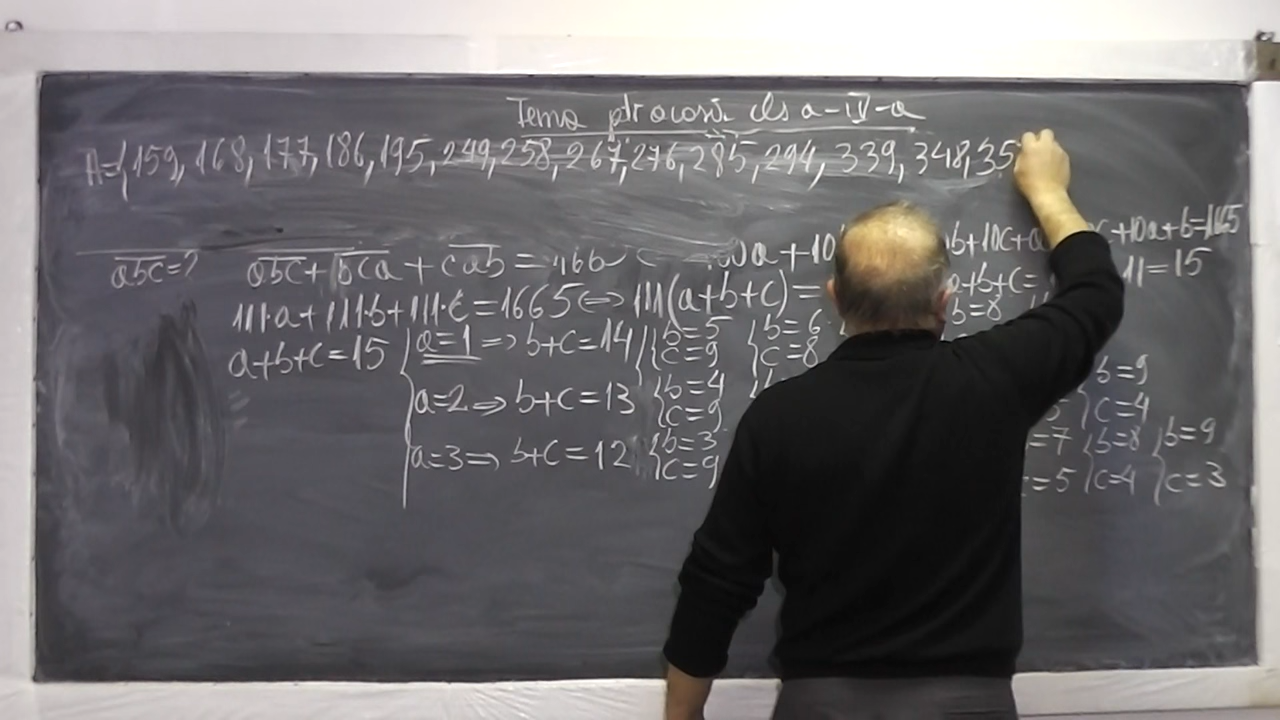 Tema ptr acasă cls a-IV-a
A={159, 168, 177, 186, 195, 249, 258, 267, 276, 285, 294, 339, 348, 35
abc=? abc+bca+cab=1665 00a+10 b+10c+a c+10a+b=1665
111·a+111·b+111·c=1665⇔111(a+b+c)= a+b+c= 11=15
a+b+c=15 a=1⇒b+c=14 b=5 c=9 b=6 c=8 b=8
a=2⇒b+c=13 b=4 c=9 b=9 c=4
a=3⇒b+c=12 b=3 c=9 =7 =5 b=8 c=4 b=9 c=3